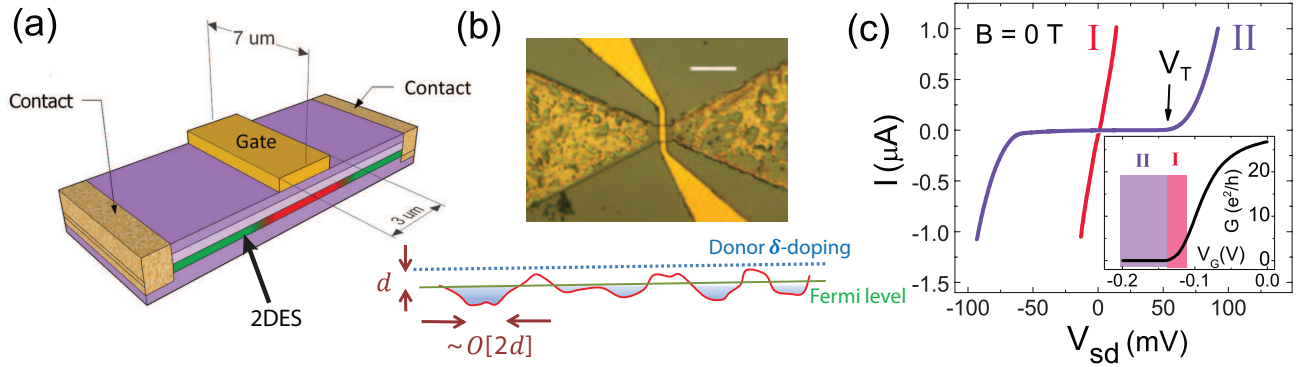 (a)
7 um
Contact
Contact
Gate
3 um
2DES
(b)
Donor δ-doping
d
Fermi level
~ O[2d]
(c)
B = 0 T
I
II
V_T
I (μA)
1.0
0.5
0.0
-0.5
-1.0
-1.5
-100
-50
0
50
100
V_sd (mV)
II
I
G (e²/h)
20
10
0
V_G(V)
-0.2
-0.1
0.0